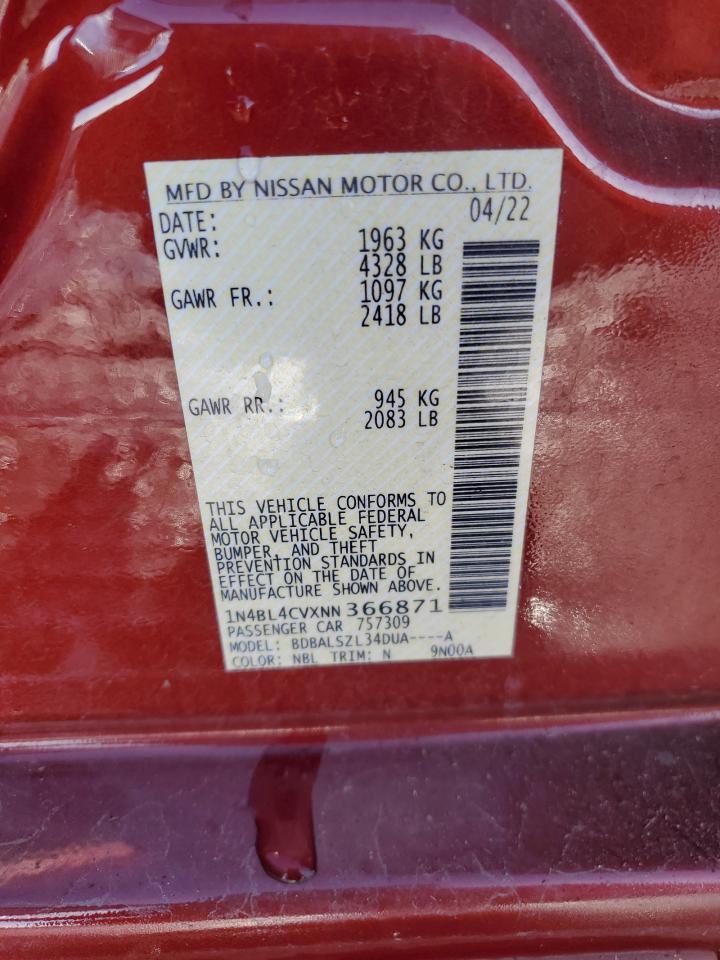 MFD BY NISSAN MOTOR CO., LTD.
DATE: 04/22
GVWR: 1963 KG
4328 LB
GAWR FR.: 1097 KG
2418 LB
GAWR RR.: 945 KG
2083 LB
THIS VEHICLE CONFORMS TO
ALL APPLICABLE FEDERAL
MOTOR VEHICLE SAFETY,
BUMPER, AND THEFT
PREVENTION STANDARDS IN
EFFECT ON THE DATE OF
MANUFACTURE SHOWN ABOVE.
1N4BL4CVXNN366871
PASSENGER CAR 757309
MODEL: BDBALSZL34DUA----A
COLOR: NBL TRIM: N 9N00A